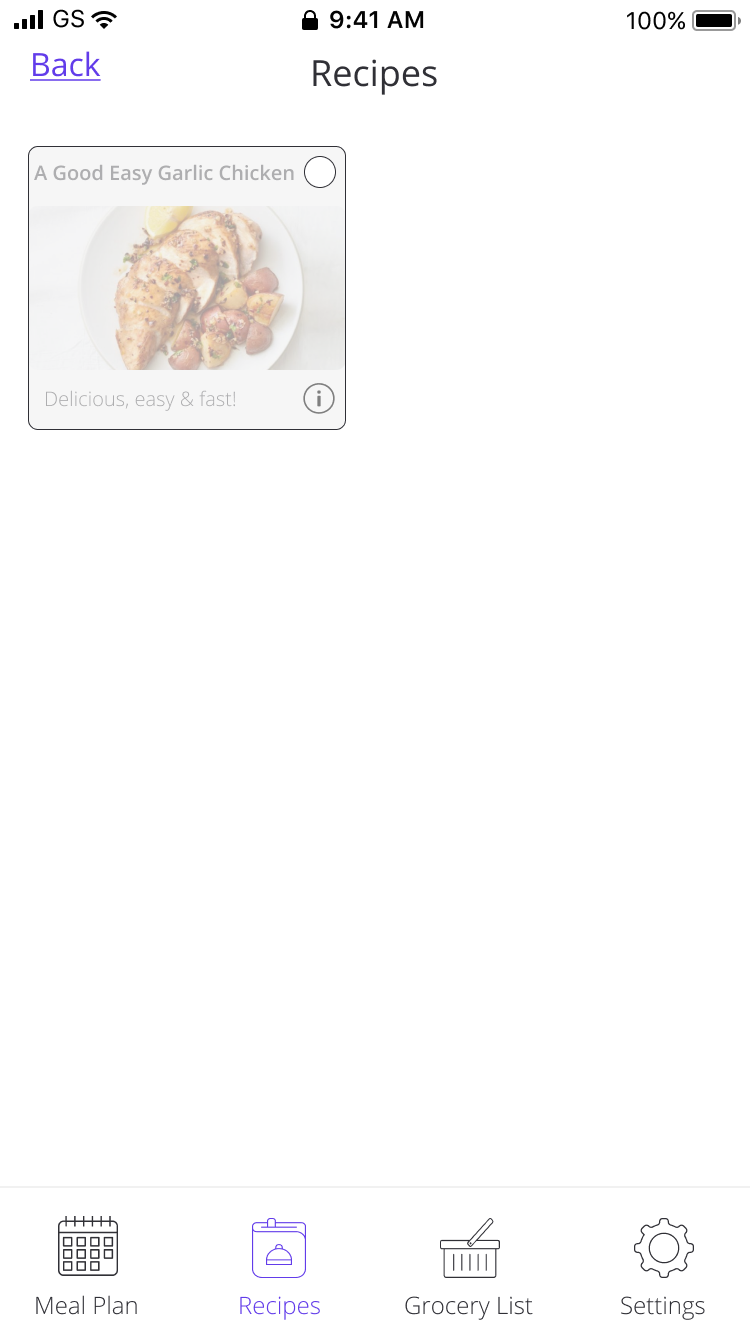 GS 9:41 AM 100%
Back
Recipes
A Good Easy Garlic Chicken
Delicious, easy & fast!
Meal Plan Recipes Grocery List Settings